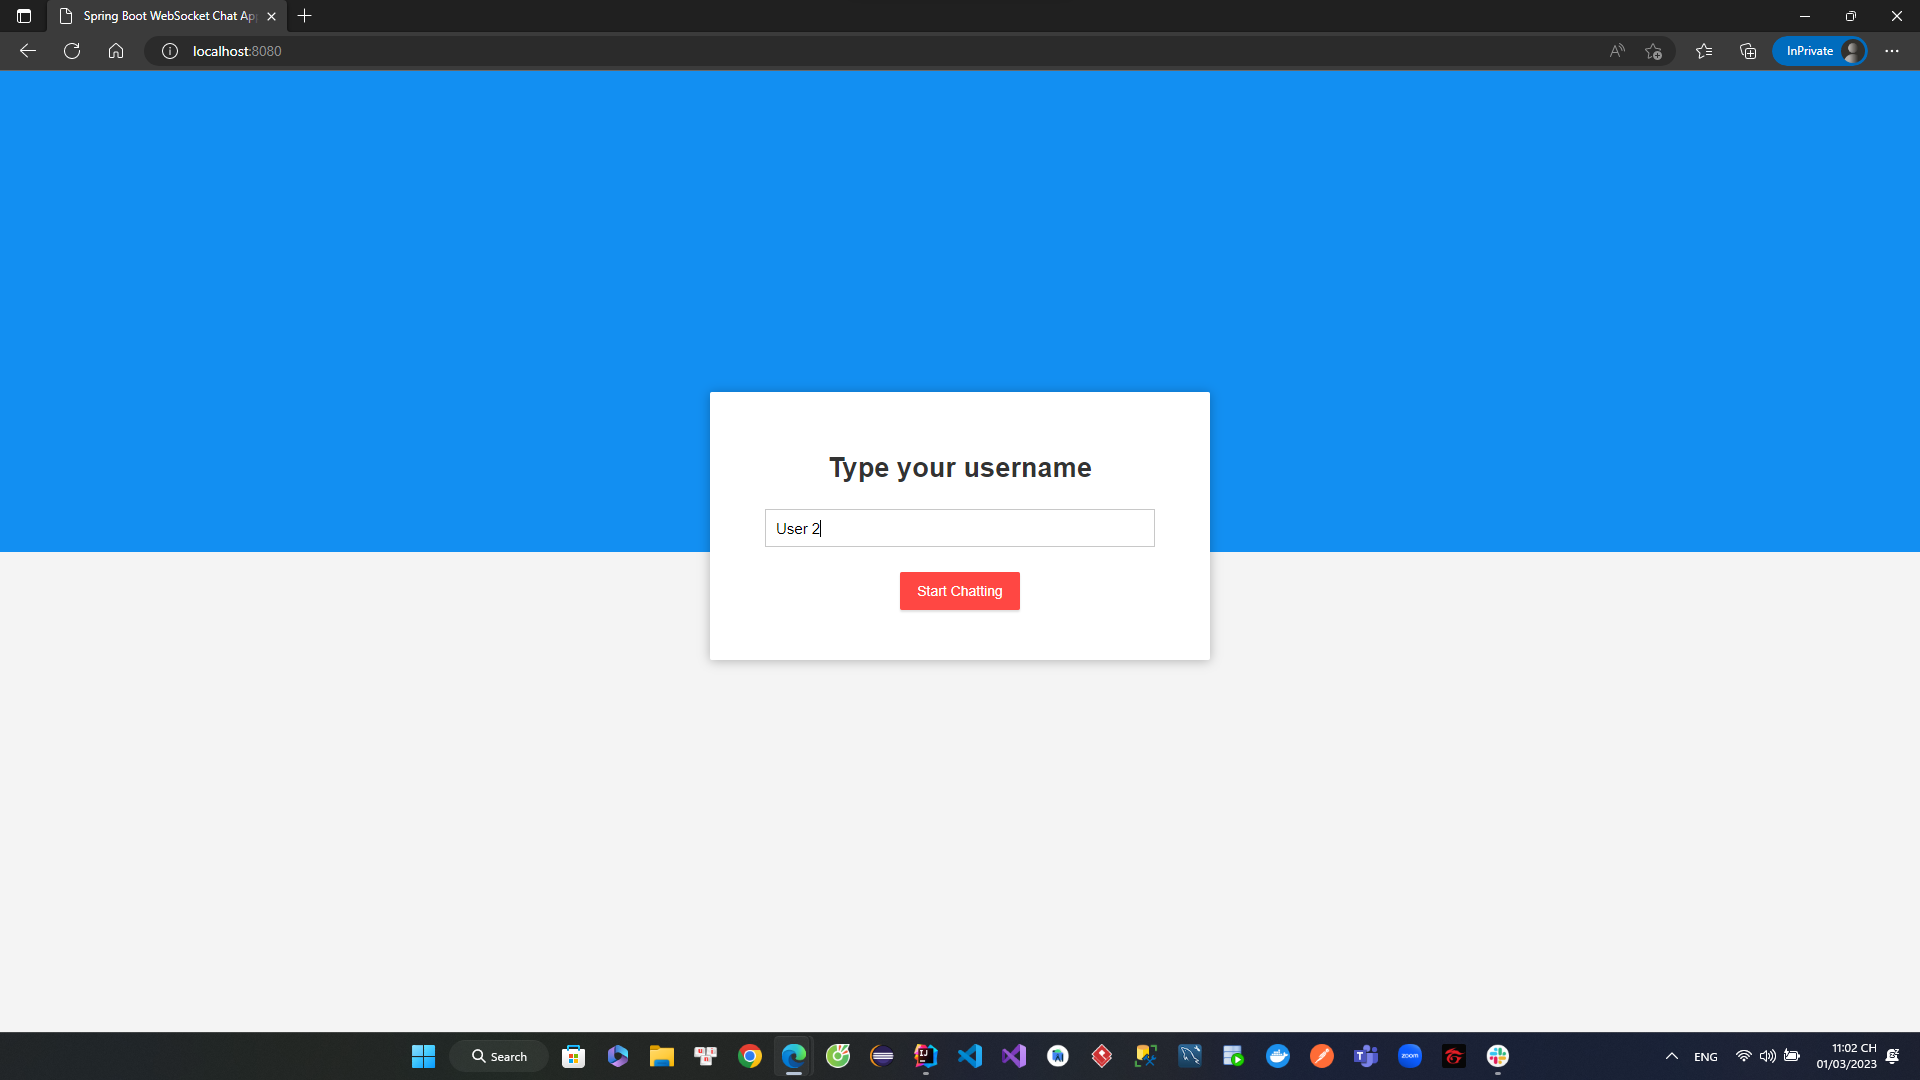 Spring Boot WebSocket Chat Ap
localhost:8080
InPrivate
Type your username
User 2
Start Chatting
Search
zoom
ENG
11:02 CH
01/03/2023